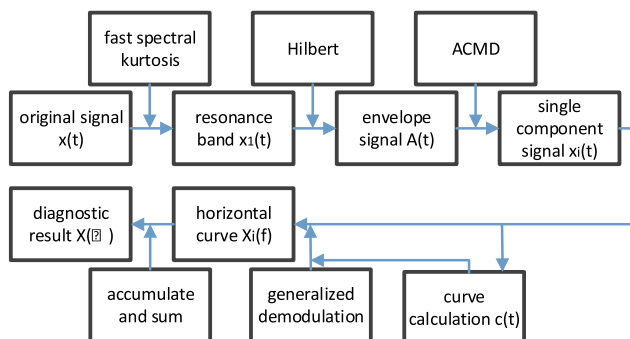 fast spectral
kurtosis
Hilbert
ACMD
original signal
x(t)
resonance
band x₁(t)
envelope
signal A(t)
single
component
signal xᵢ(t)
diagnostic
result X(⍰ )
horizontal
curve Xᵢ(f)
accumulate
and sum
generalized
demodulation
curve
calculation c(t)